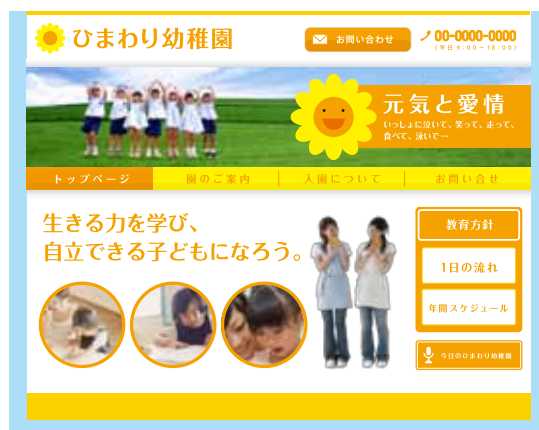 ひまわり幼稚園
お問い合わせ
00-0000-0000
(平日9:00~18:00)
元気と愛情
いっしょに泣いて、笑って、走って、
食べて、泳いで…
トップページ
園のご案内
入園について
お問い合せ
生きる力を学び、
自立できる子どもになろう。
教育方針
1日の流れ
年間スケジュール
今日のひまわり幼稚園